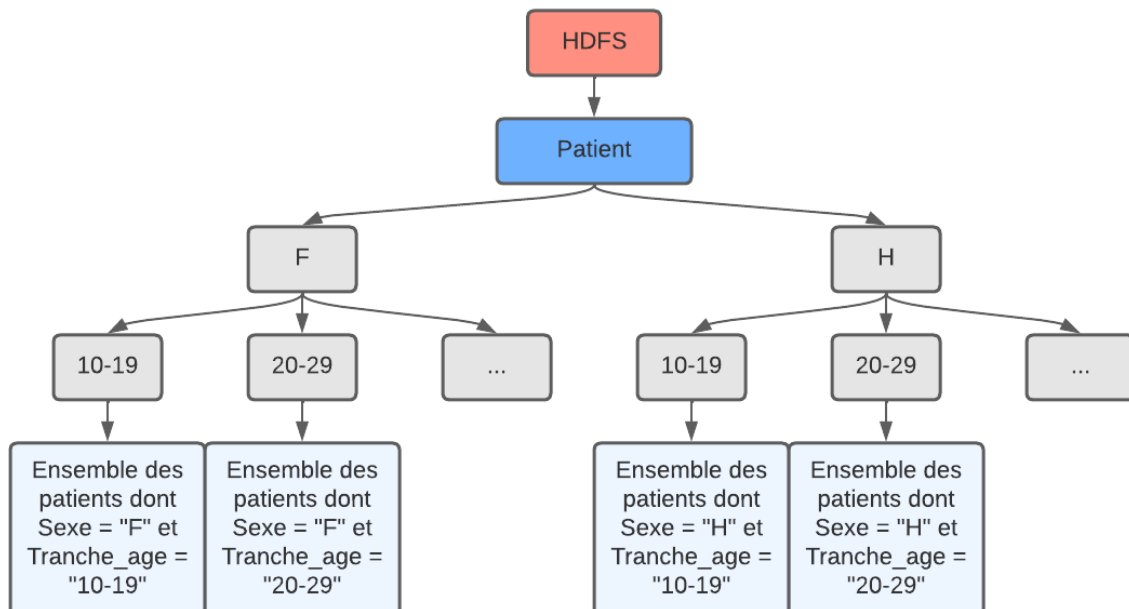 HDFS
Patient
F
H
10-19
20-29
...
10-19
20-29
...
Ensemble des
patients dont
Sexe = "F" et
Tranche_age =
"10-19"
Ensemble des
patients dont
Sexe = "F" et
Tranche_age =
"20-29"
Ensemble des
patients dont
Sexe = "H" et
Tranche_age =
"10-19"
Ensemble des
patients dont
Sexe = "H" et
Tranche_age =
"20-29"